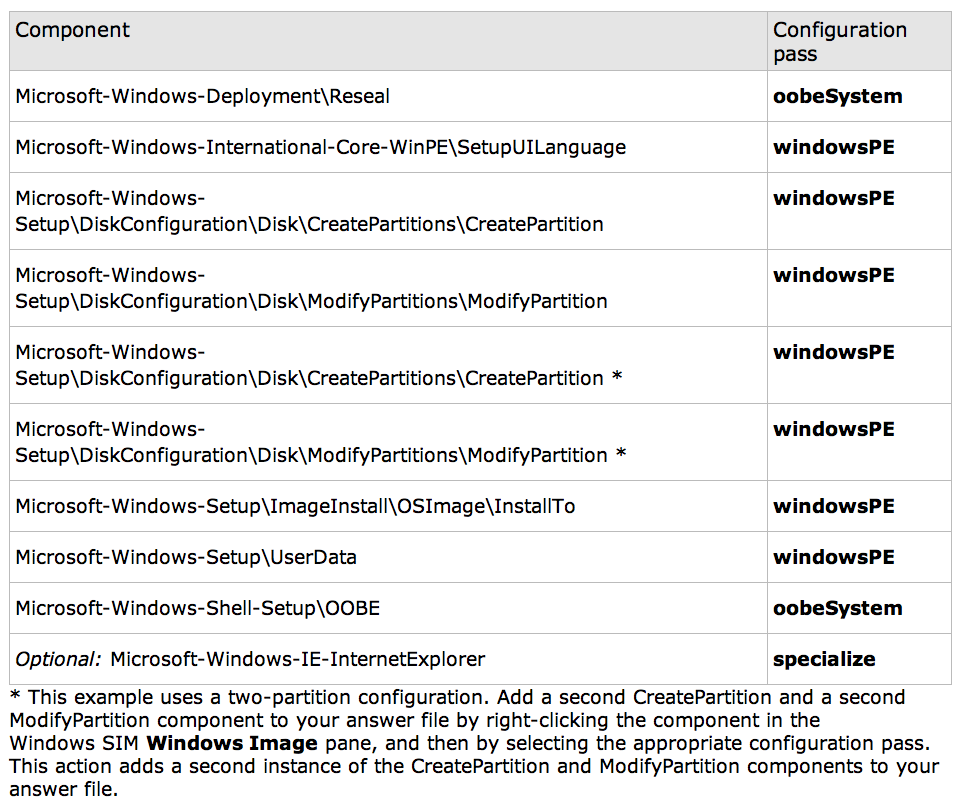 Component
Configuration
pass
Microsoft-Windows-Deployment\Reseal
oobeSystem
Microsoft-Windows-International-Core-WinPE\SetupUILanguage
windowsPE
Microsoft-Windows-
Setup\DiskConfiguration\Disk\CreatePartitions\CreatePartition
windowsPE
Microsoft-Windows-
Setup\DiskConfiguration\Disk\ModifyPartitions\ModifyPartition
windowsPE
Microsoft-Windows-
Setup\DiskConfiguration\Disk\CreatePartitions\CreatePartition *
windowsPE
Microsoft-Windows-
Setup\DiskConfiguration\Disk\ModifyPartitions\ModifyPartition *
windowsPE
Microsoft-Windows-Setup\ImageInstall\OSImage\InstallTo
windowsPE
Microsoft-Windows-Setup\UserData
windowsPE
Microsoft-Windows-Shell-Setup\OOBE
oobeSystem
Optional: Microsoft-Windows-IE-InternetExplorer
specialize
* This example uses a two-partition configuration. Add a second CreatePartition and a second
ModifyPartition component to your answer file by right-clicking the component in the
Windows SIM Windows Image pane, and then by selecting the appropriate configuration pass.
This action adds a second instance of the CreatePartition and ModifyPartition components to your
answer file.